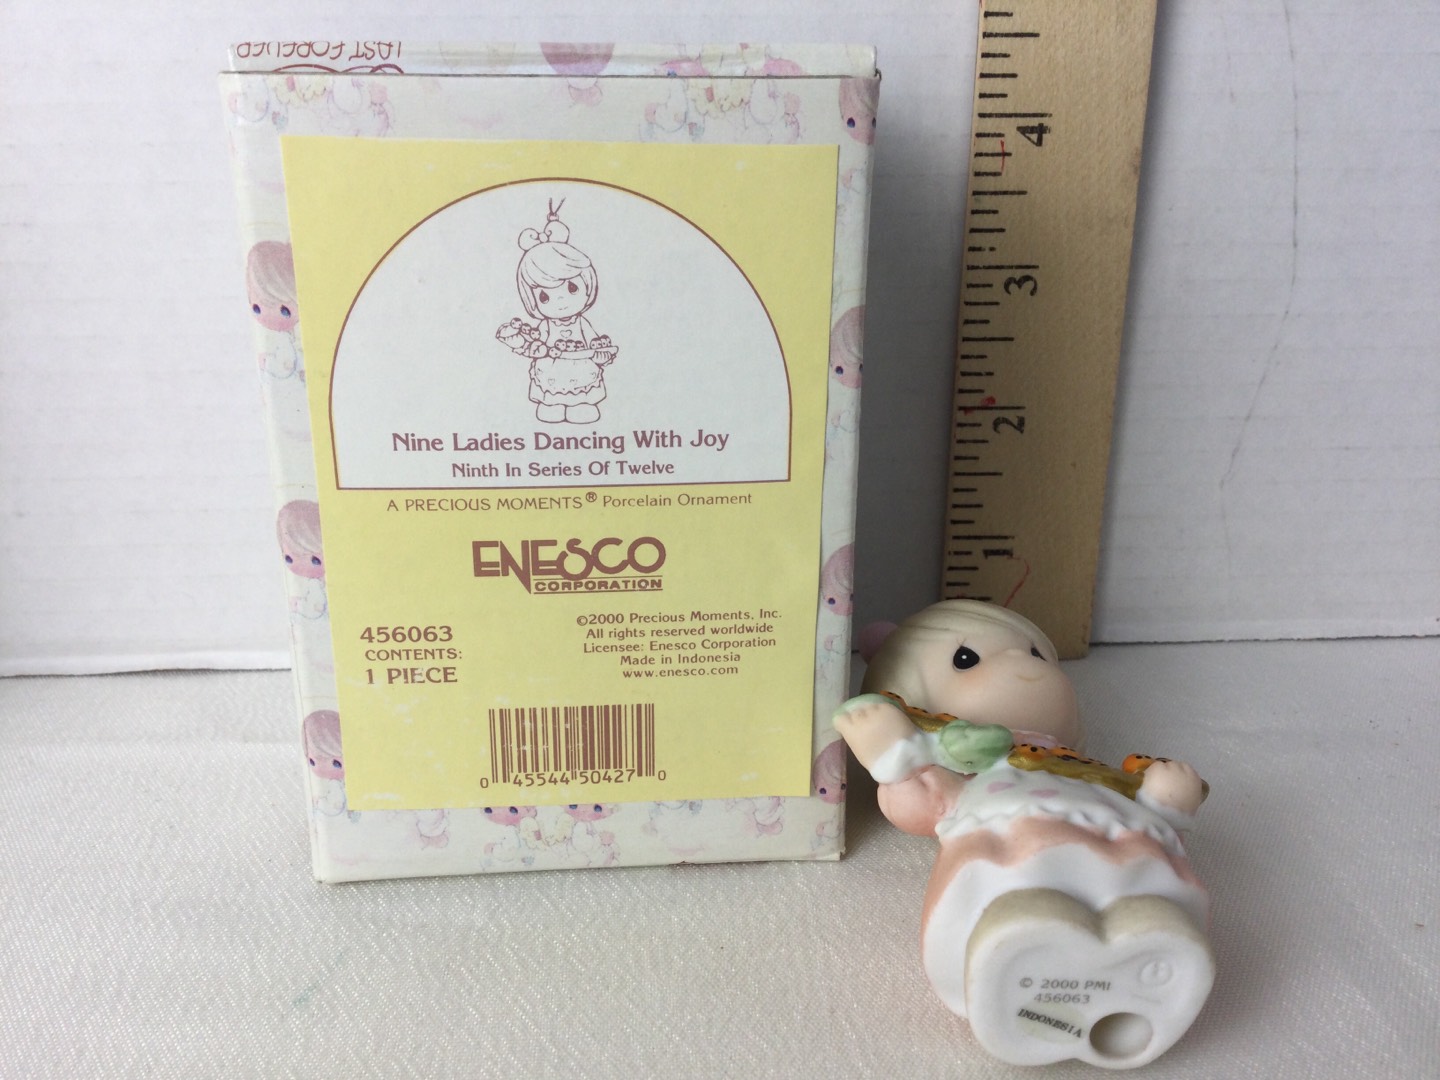 LAST FOREVER
Nine Ladies Dancing With Joy
Ninth In Series Of Twelve
A PRECIOUS MOMENTS® Porcelain Ornament
ENESCO
CORPORATION
456063
CONTENTS:
1 PIECE
©2000 Precious Moments, Inc.
All rights reserved worldwide
Licensee: Enesco Corporation
Made in Indonesia
www.enesco.com
0 45544 50427 0
4
3
2
1
© 2000 PMI
456063
INDONESIA